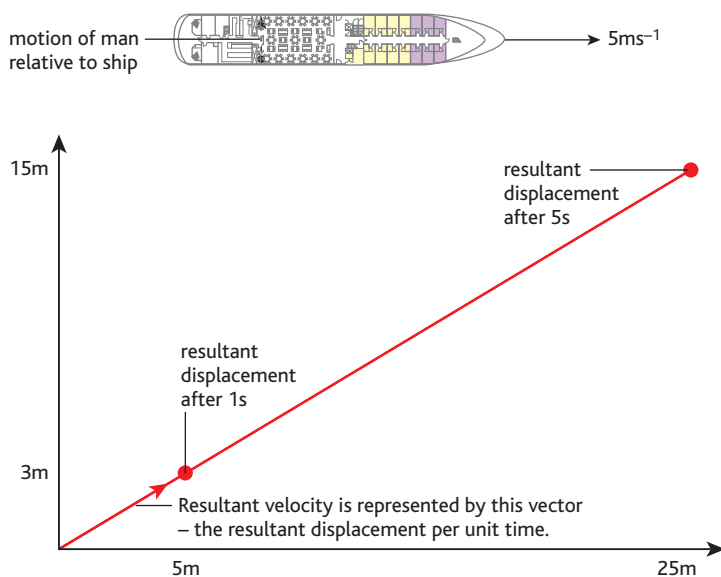 motion of man
relative to ship
5ms⁻¹
15m
resultant
displacement
after 5s
resultant
displacement
after 1s
3m
Resultant velocity is represented by this vector
– the resultant displacement per unit time.
5m
25m